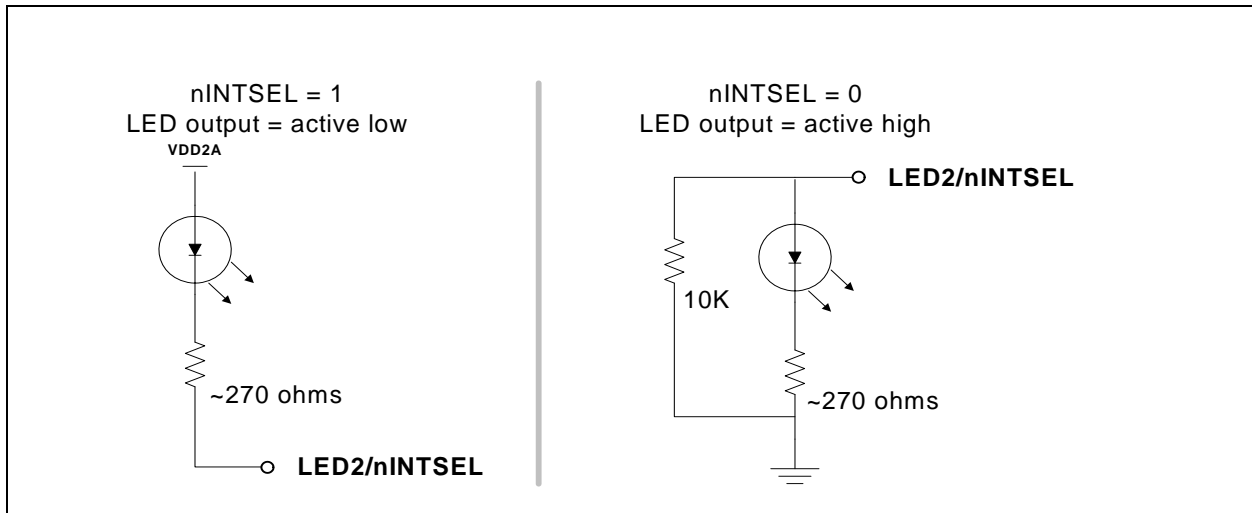 nINTSEL = 1
LED output = active low
VDD2A
~270 ohms
LED2/nINTSEL
nINTSEL = 0
LED output = active high
LED2/nINTSEL
10K
~270 ohms